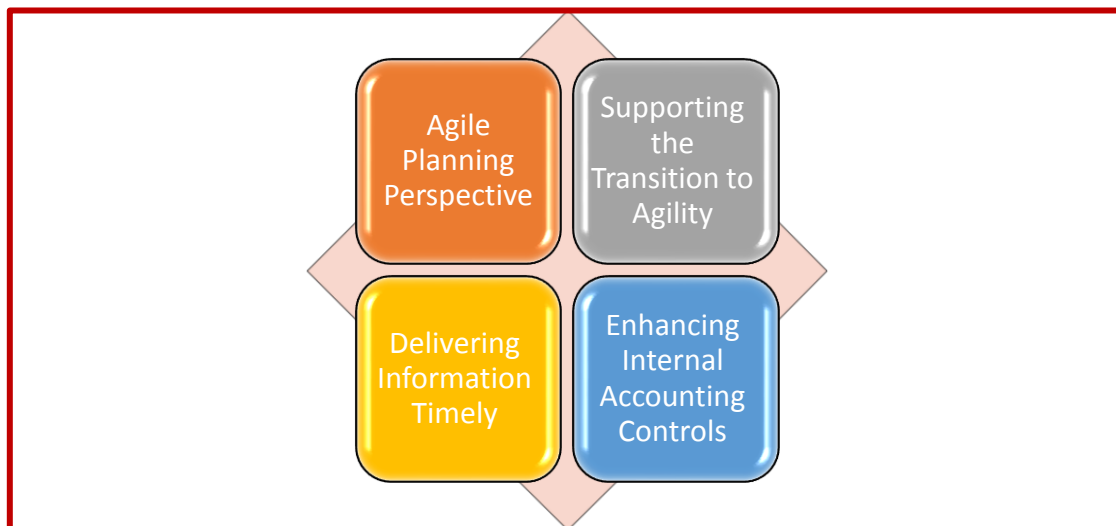 Agile
Planning
Perspective
Supporting
the
Transition to
Agility
Delivering
Information
Timely
Enhancing
Internal
Accounting
Controls